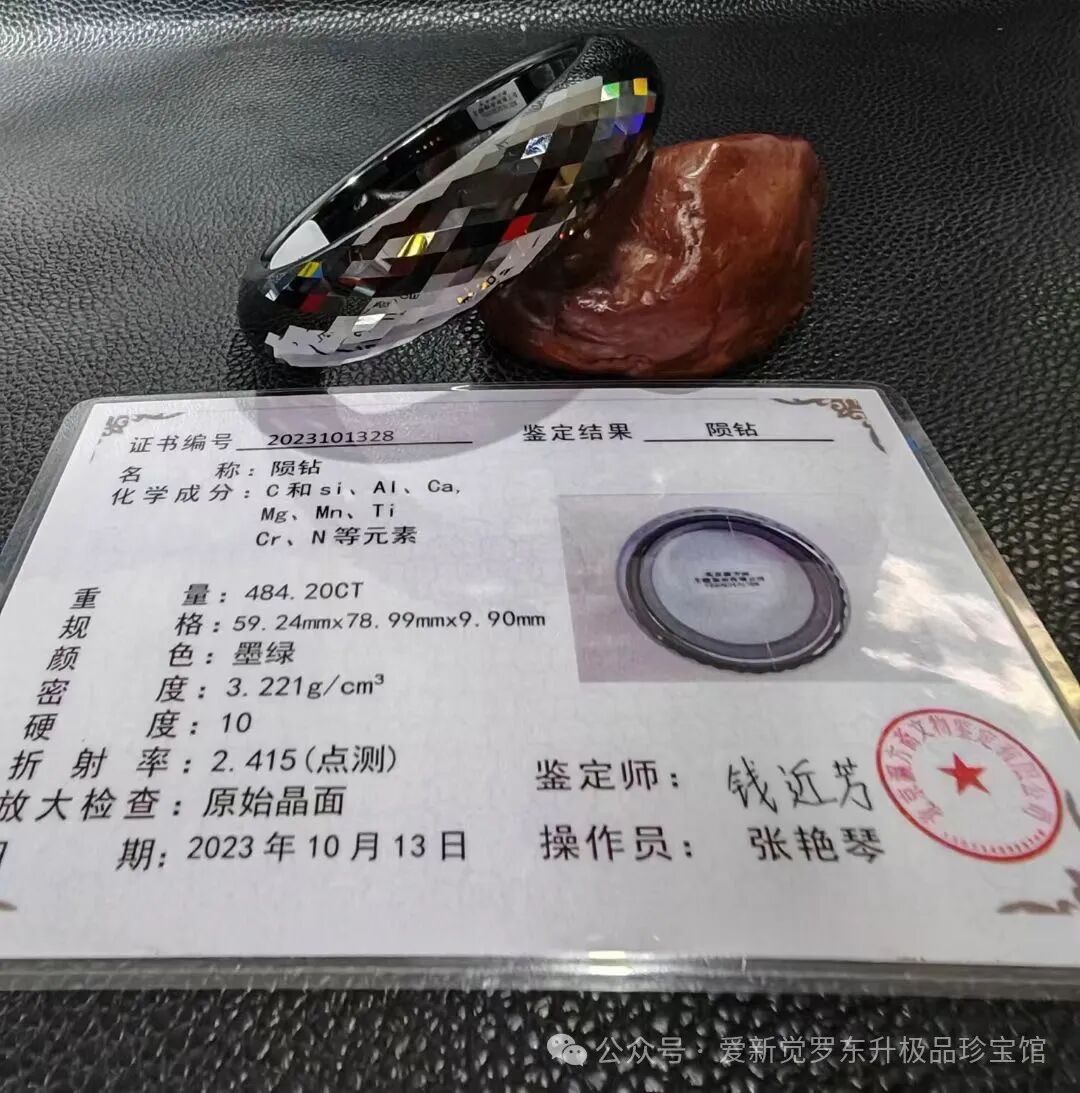 证书编号 2023101328
鉴定结果 陨钻
名称：陨钻
化学成分：C和si、Al、Ca,
Mg、Mn、Ti
Cr、N等元素
重量：484.20CT
规格：59.24mmx78.99mmx9.90mm
颜色：墨绿
密度：3.221g/cm³
硬度：10
折射率：2.415(点测)
放大检查：原始晶面
期：2023年10月13日
鉴定师：钱近芳
操作员：张艳琴
公众号·爱新觉罗东升极品珍宝馆